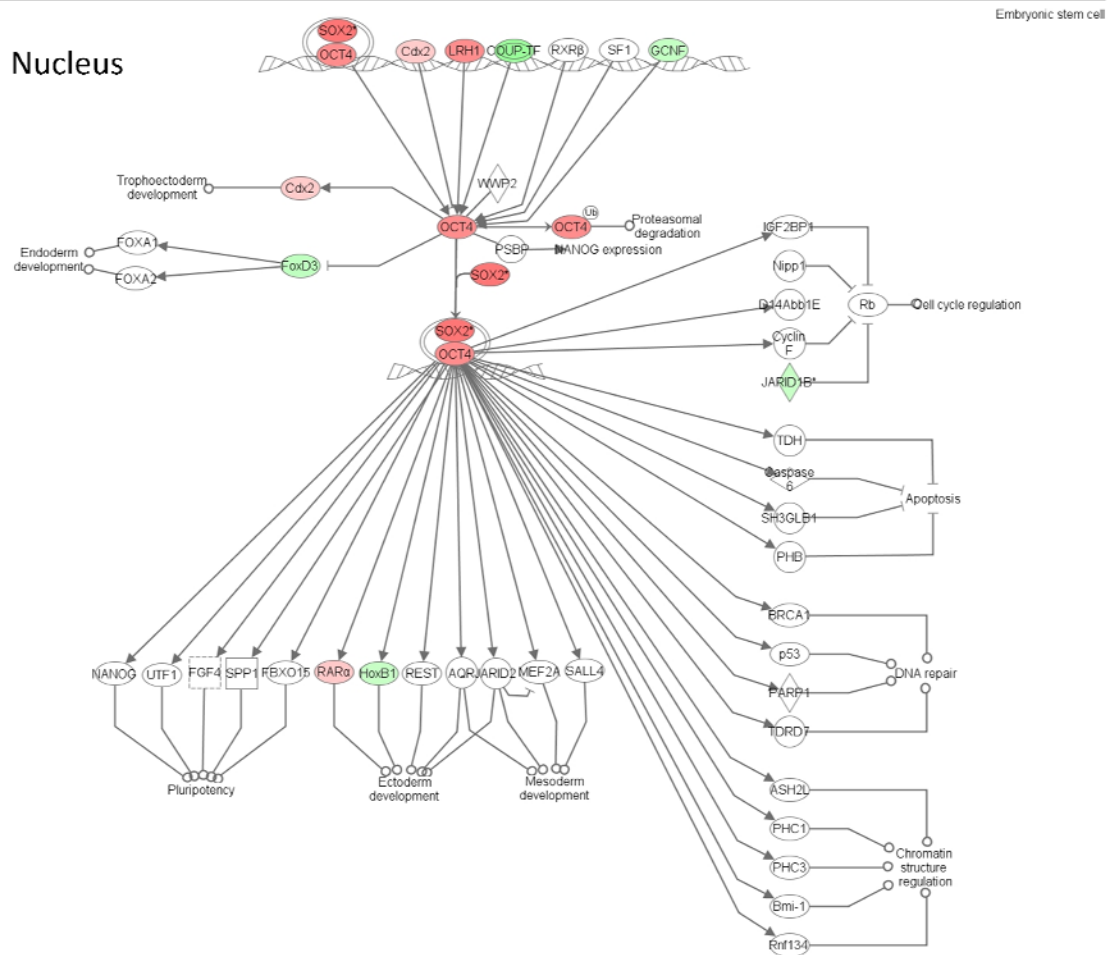 Embryonic stem cell
Nucleus
SOX2*
OCT4
Cdx2
LRH1
COUP-TF
RXRβ
SF1
GCNF
WWP2
Trophoectoderm
development
Cdx2
OCT4
Ub
OCT4
Proteasomal
degradation
PSBP
NANOG expression
Endoderm
development
FOXA1
FOXA2
FoxD3
SOX2*
SOX2*
OCT4
IGF2BP1
Nipp1
D14Abb1E
Cyclin
F
JARID1B*
Rb
Cell cycle regulation
TDH
Caspase
6
SH3GLB1
PHB
Apoptosis
BRCA1
p53
PARP1
TDRD7
DNA repair
NANOG
UTF1
FGF4
SPP1
FBXO15
RARα
HoxB1
REST
AQR
JARID2
MEF2A
SALL4
Pluripotency
Ectoderm
development
Mesoderm
development
ASH2L
PHC1
PHC3
Bmi-1
Rnf134
Chromatin
structure
regulation